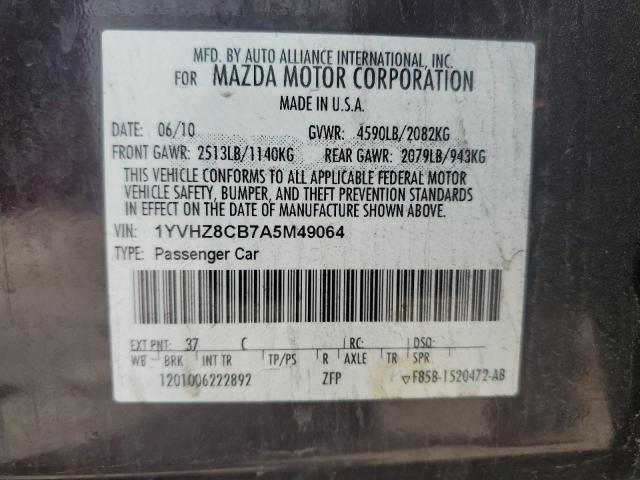 MFD. BY AUTO ALLIANCE INTERNATIONAL, INC.
FOR MAZDA MOTOR CORPORATION
MADE IN U.S.A.
DATE: 06/10 GVWR: 4590LB/2082KG
FRONT GAWR: 2513LB/1140KG REAR GAWR: 2079LB/943KG
THIS VEHICLE CONFORMS TO ALL APPLICABLE FEDERAL MOTOR
VEHICLE SAFETY, BUMPER, AND THEFT PREVENTION STANDARDS
IN EFFECT ON THE DATE OF MANUFACTURE SHOWN ABOVE.
VIN: 1YVHZ8CB7A5M49064
TYPE: Passenger Car
EXT PNT: 37 C RC: DSO:
WB BRK INT TR TP/PS R AXLE TR SPR
1201006222892 ZFP F85B-1520472-AB